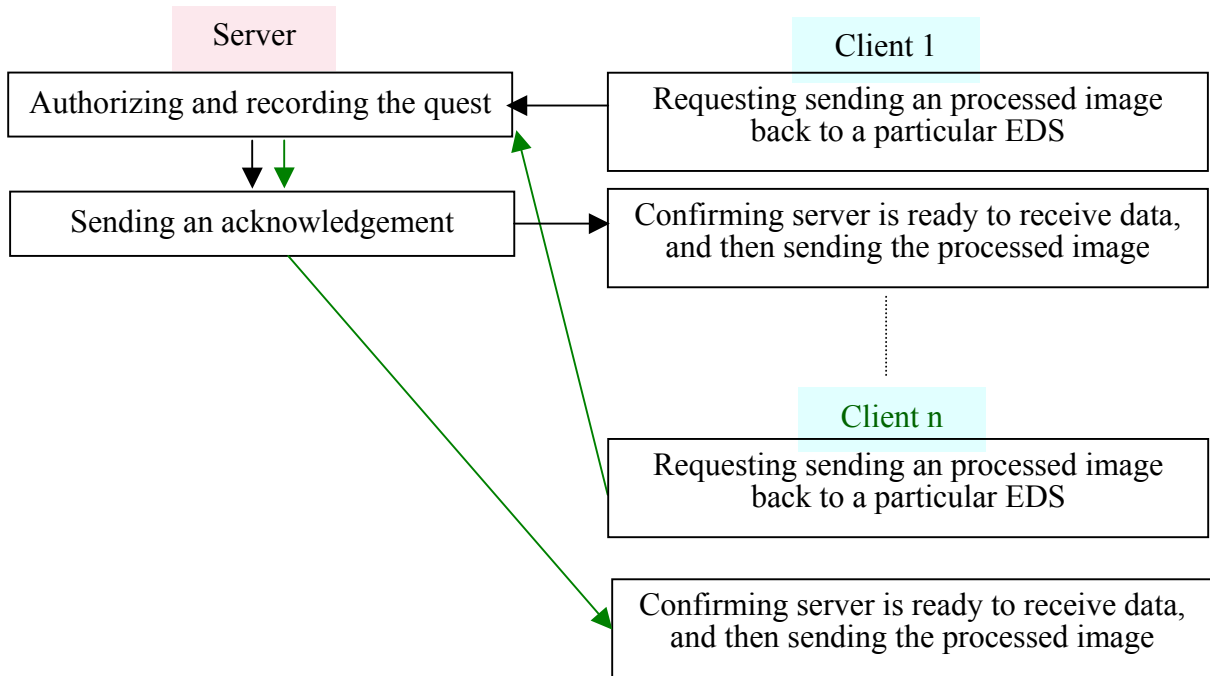 Server
Authorizing and recording the quest
Sending an acknowledgement
Client 1
Requesting sending an processed image
back to a particular EDS
Confirming server is ready to receive data,
and then sending the processed image
Client n
Requesting sending an processed image
back to a particular EDS
Confirming server is ready to receive data,
and then sending the processed image